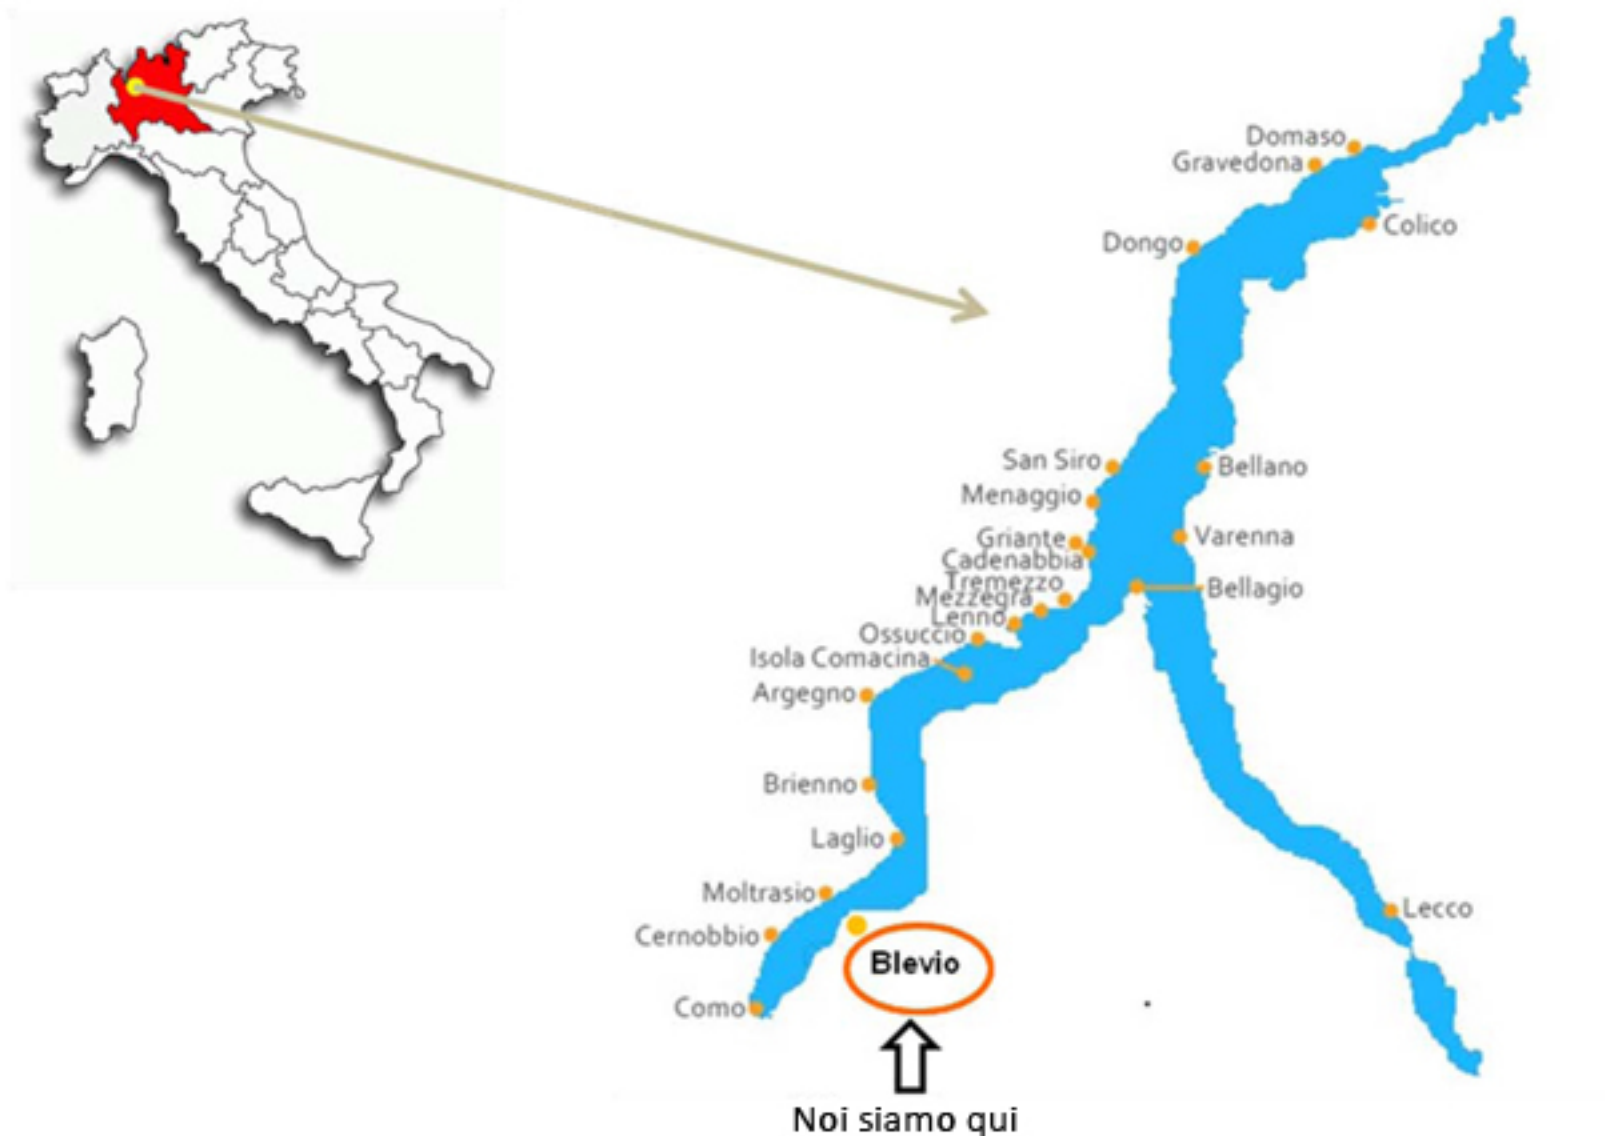 Domaso
Gravedona
Colico
Dongo
San Siro
Bellano
Menaggio
Griante
Varenna
Cadenabbia
Tremezzo
Bellagio
Mezzegra
Lenno
Ossuccio
Isola Comacina
Argegno
Brienno
Laglio
Moltrasio
Lecco
Cernobbio
Blevio
Como
Noi siamo qui